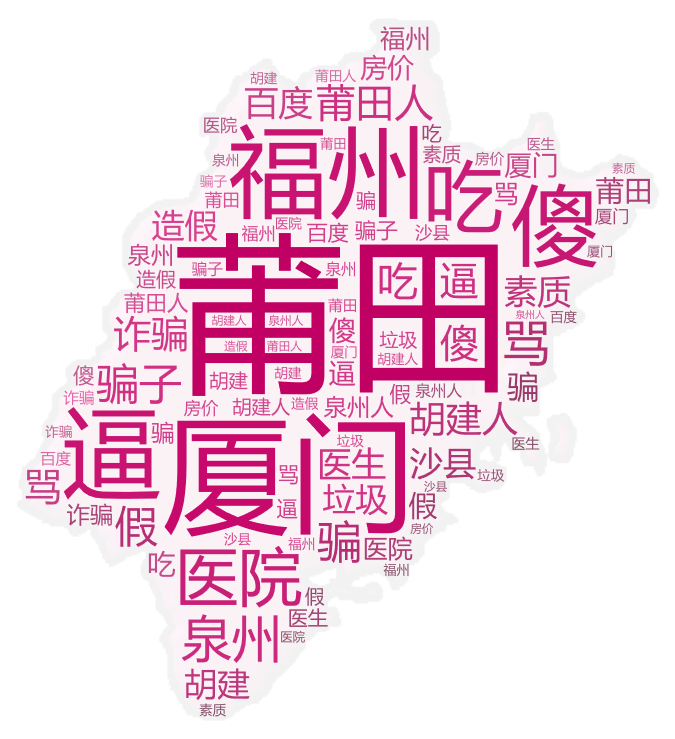 福州
胡建
莆田人
房价
百度
莆田人
医院
福州
莆田
吃
素质
房价
医生
厦门
素质
泉州
骗子
莆田
吃
骂
傻
莆田
厦门
骗
造假
福州
医院
百度
骗子
沙县
厦门
泉州
骗子
泉州
造假
莆田
吃
逼
素质
莆田人
莆田
泉州人
百度
诈骗
胡建人
泉州人
傻
垃圾
傻
骂
造假
莆田人
厦门
胡建人
骗子
傻
胡建
胡建
逼
骗
诈骗
房价
胡建人
造假
泉州人
假
泉州人
胡建人
逼
厦门
诈骗
骗
垃圾
医生
百度
骂
骂
医生
沙县
垃圾
诈骗
假
逼
垃圾
沙县
假
房价
沙县
福州
骗
医院
吃
医院
福州
假
泉州
医生
医院
胡建
素质